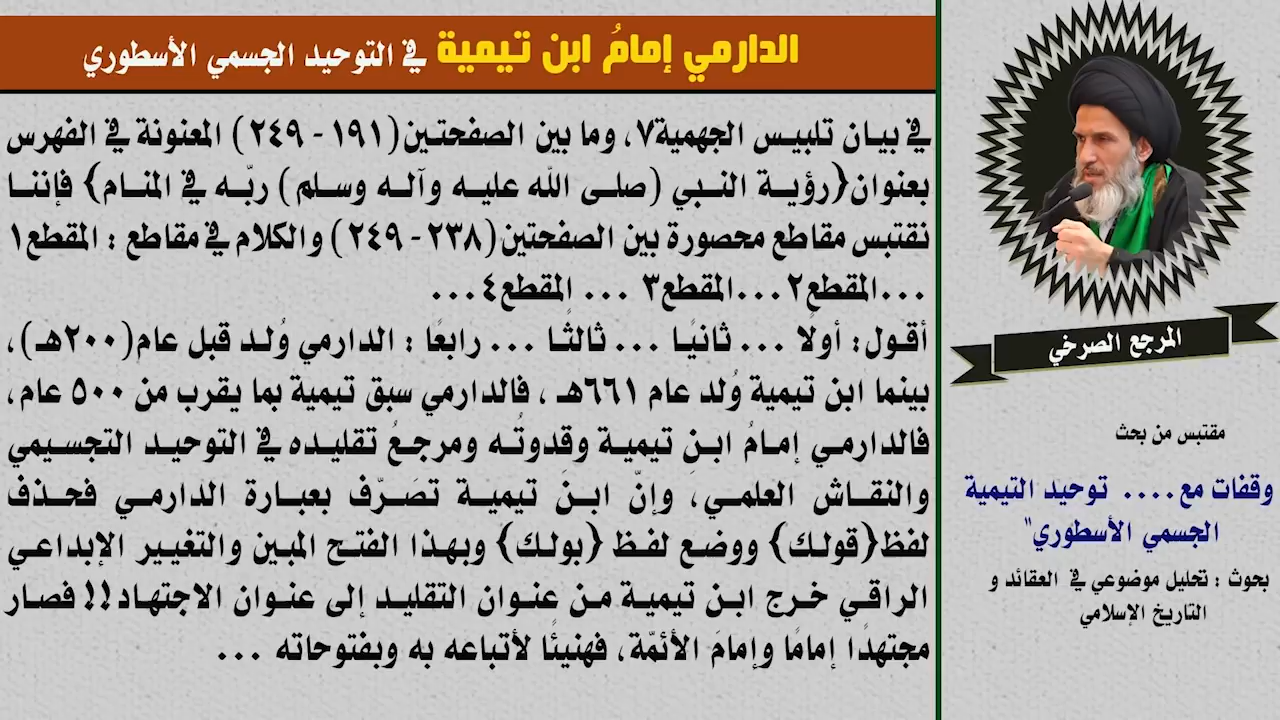 الدارمي إمامُ ابن تيمية في التوحيد الجسمي الأسطوري
في بيان تلبيس الجهمية٧، وما بين الصفحتين(١٩١- ٢٤٩) المعنونة في الفهرس
بعنوان{رؤية النبي (صلى الله عليه وآله وسلم) ربّه في المنام} فإننا
نقتبس مقاطع محصورة بين الصفحتين(٢٣٨- ٢٤٩) والكلام في مقاطع : المقطع١
...المقطع٢...المقطع٣ ... المقطع٤...
أقول: أولًا ... ثانيًا ... ثالثًا ... رابعًا : الدارمي وُلد قبل عام(٢٠٠هـ)،
بينما ابن تيمية وُلد عام ٦٦١هـ ، فالدارمي سبق تيمية بما يقرب من ٥٠٠ عام،
فالدارمي إمامُ ابن تيمية وقدوتُه ومرجعُ تقليده في التوحيد التجسيمي
والنقاش العلمي، وإنّ ابنَ تيمية تصَرّف بعبارة الدارمي فحذف
لفظ{قولك} ووضع لفظ {بولك} وبهذا الفتح المبين والتغيير الإبداعي
الراقي خرج ابن تيمية من عنوان التقليد إلى عنوان الاجتهاد!! فصار
مجتهدًا إمامًا وإمامَ الأئمّة، فهنيئًا لأتباعه به وبفتوحاته ...
المرجع الصرخي
مقتبس من بحث
وقفات مع.... توحيد التيمية
الجسمي الأسطوري"
بحوث : تحليل موضوعي في العقائد و
التاريخ الإسلامي